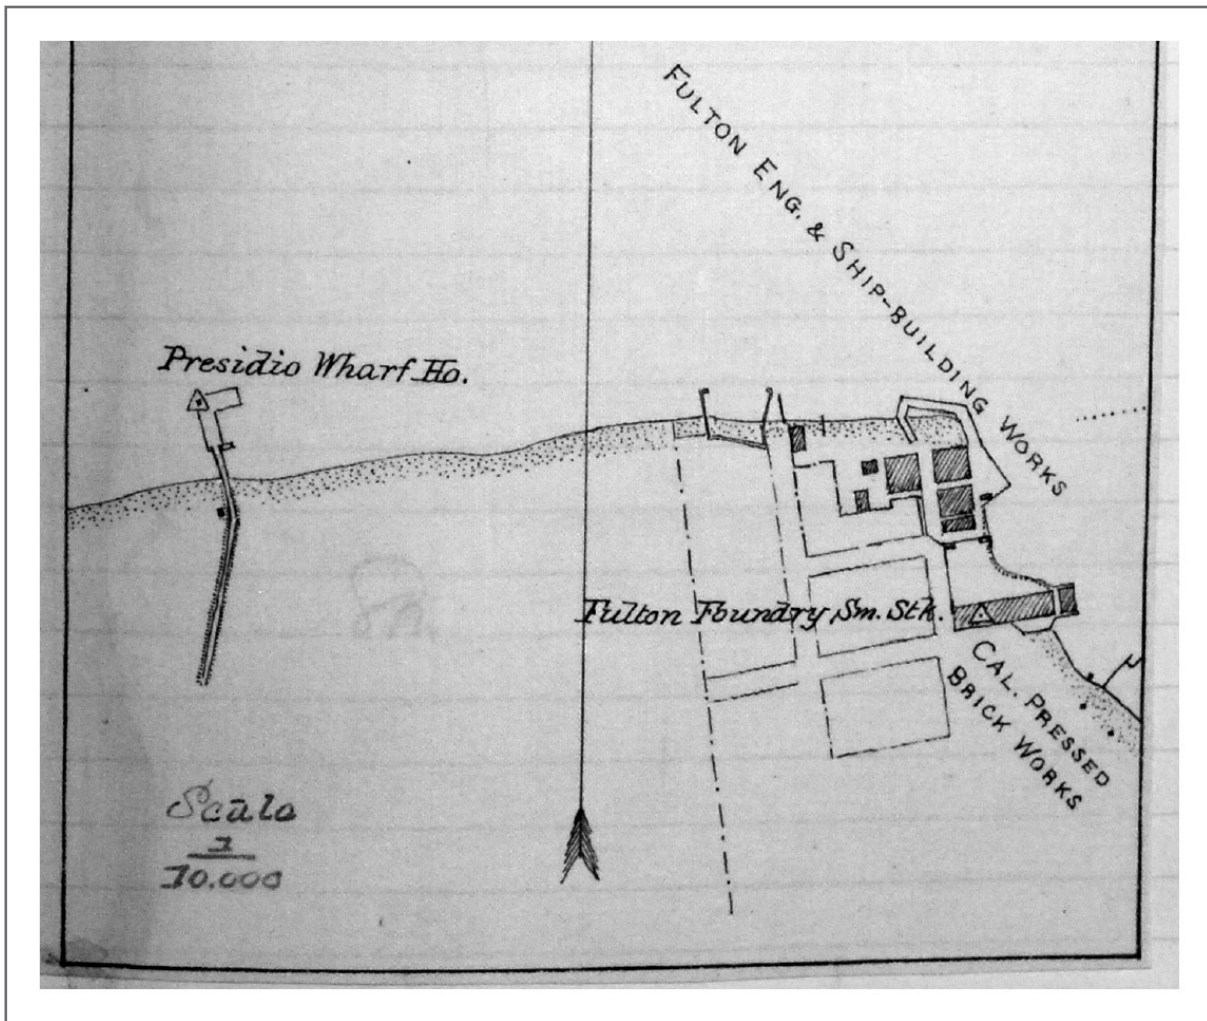 FULTON ENG. & SHIP-BUILDING WORKS
Presidio Wharf Ho.
Fulton Foundry Sm. Stk.
CAL. PRESSED
BRICK WORKS
Scale
1
10.000